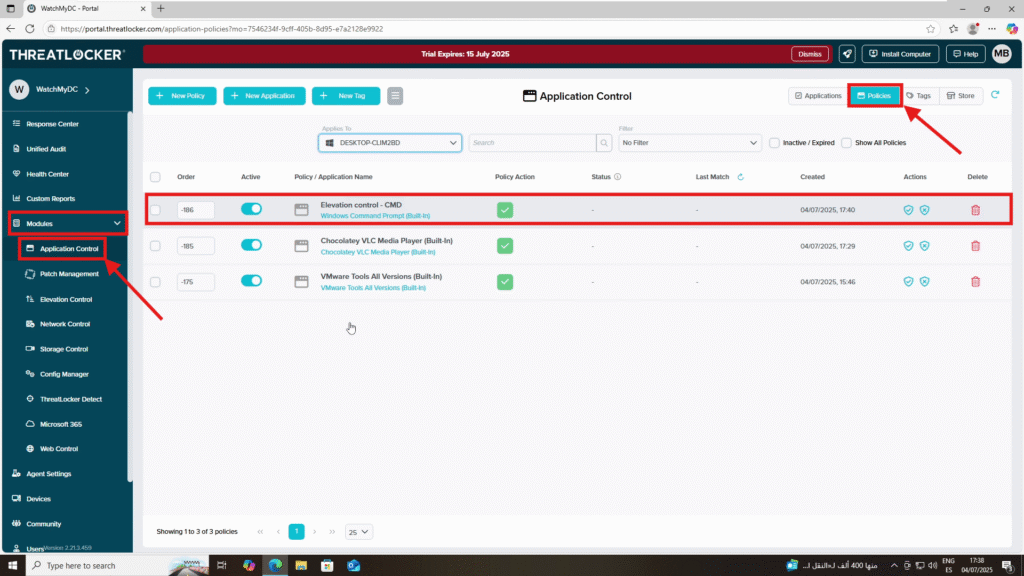 WatchMyDC - Portal
https://portal.threatlocker.com/application-policies?mo=7546234f-9cff-405b-8d95-e7a2128e9922
THREATLOCKER
Trial Expires: 15 July 2025
Dismiss
Install Computer
Help
MB
W
WatchMyDC
New Policy
New Application
New Tag
Application Control
Applications
Policies
Tags
Store
Response Center
Unified Audit
Health Center
Custom Reports
Modules
Application Control
Patch Management
Elevation Control
Network Control
Storage Control
Config Manager
ThreatLocker Detect
Microsoft 365
Web Control
Agent Settings
Devices
Community
Users
Version 2.21.3.459
Applies To
DESKTOP-CLIM2BD
Search
Filter
No Filter
Inactive / Expired
Show All Policies
Order Active Policy / Application Name Policy Action Status Last Match Created Actions Delete
-186 Elevation control - CMD - - 04/07/2025, 17:40
Windows Command Prompt (Built-In)
-185 Chocolatey VLC Media Player (Built-In) - - 04/07/2025, 17:29
Chocolatey VLC Media Player (Built-In)
-175 VMware Tools All Versions (Built-In) - - 04/07/2025, 15:46
VMware Tools All Versions (Built-In)
Showing 1 to 3 of 3 policies
1
25
Type here to search
منها 400 ألف لـ«النقل ا...
ENG
ES
17:38
04/07/2025